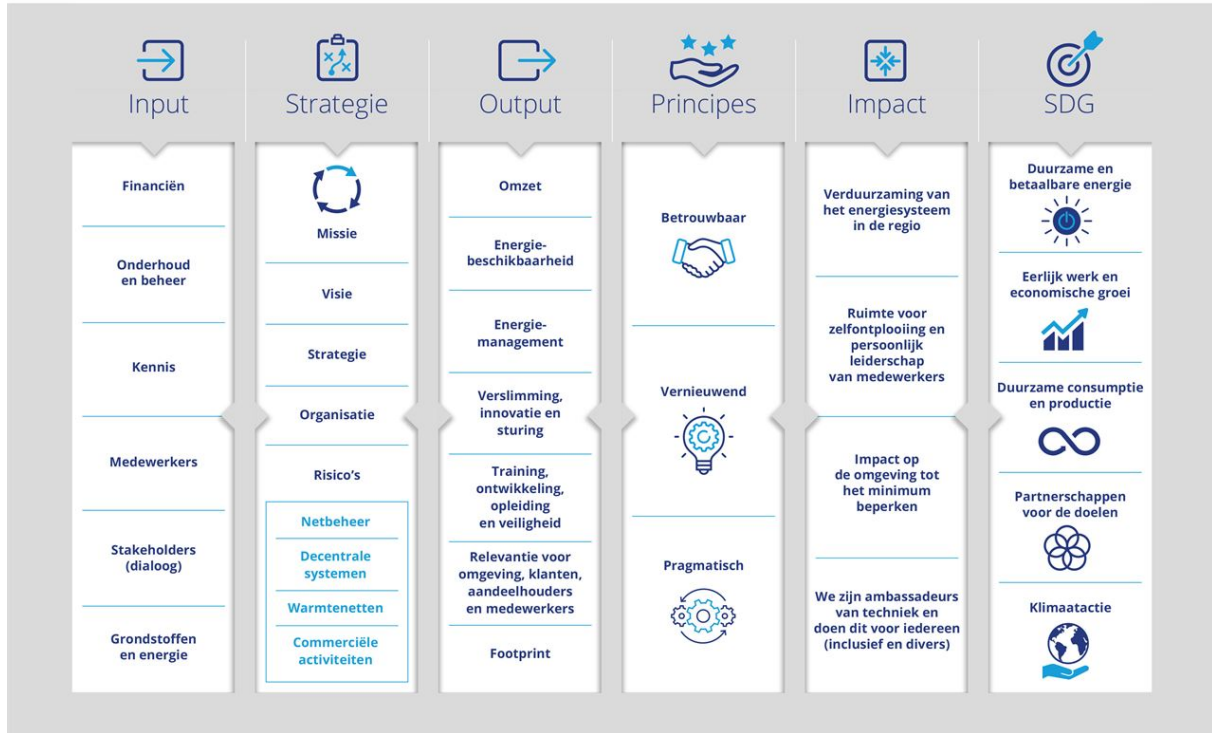 Input
Strategie
Output
Principes
Impact
SDG
Financiën
Onderhoud
en beheer
Kennis
Medewerkers
Stakeholders
(dialoog)
Grondstoffen
en energie
Missie
Visie
Strategie
Organisatie
Risico's
Netbeheer
Decentrale
systemen
Warmtenetten
Commerciële
activiteiten
Omzet
Energie-
beschikbaarheid
Energie-
management
Verslimming,
innovatie en
sturing
Training,
ontwikkeling,
opleiding
en veiligheid
Relevantie voor
omgeving, klanten,
aandeelhouders
en medewerkers
Footprint
Betrouwbaar
Vernieuwend
Pragmatisch
Verduurzaming van
het energiesysteem
in de regio
Ruimte voor
zelfontplooiing en
persoonlijk
leiderschap
van medewerkers
Impact op
de omgeving tot
het minimum
beperken
We zijn ambassadeurs
van techniek en
doen dit voor iedereen
(inclusief en divers)
Duurzame en
betaalbare energie
Eerlijk werk en
economische groei
Duurzame consumptie
en productie
Partnerschappen
voor de doelen
Klimaatactie